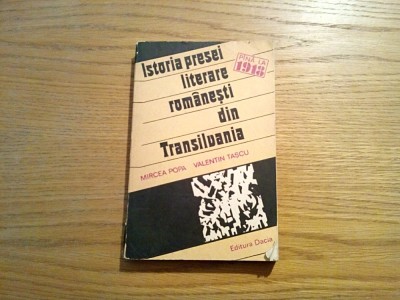 Istoria presei
literare
românești
din
Transilvania
PÎNĂ LA
1918
MIRCEA POPA VALENTIN TAȘCU
Editura Dacia